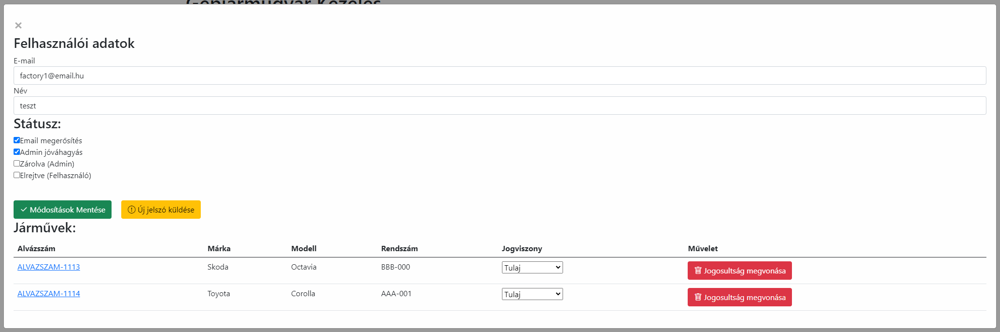 Gépjárműgyár Kezelés
×
Felhasználói adatok
E-mail
factory1@email.hu
Név
teszt
Státusz:
Email megerősítés
Admin jóváhagyás
Zárolva (Admin)
Elrejtve (Felhasználó)
Módosítások Mentése Új jelszó küldése
Járművek:
Alvázszám Márka Modell Rendszám Jogviszony Művelet
ALVAZSZAM-1113 Skoda Octavia BBB-000 Tulaj Jogosultság megvonása
ALVAZSZAM-1114 Toyota Corolla AAA-001 Tulaj Jogosultság megvonása